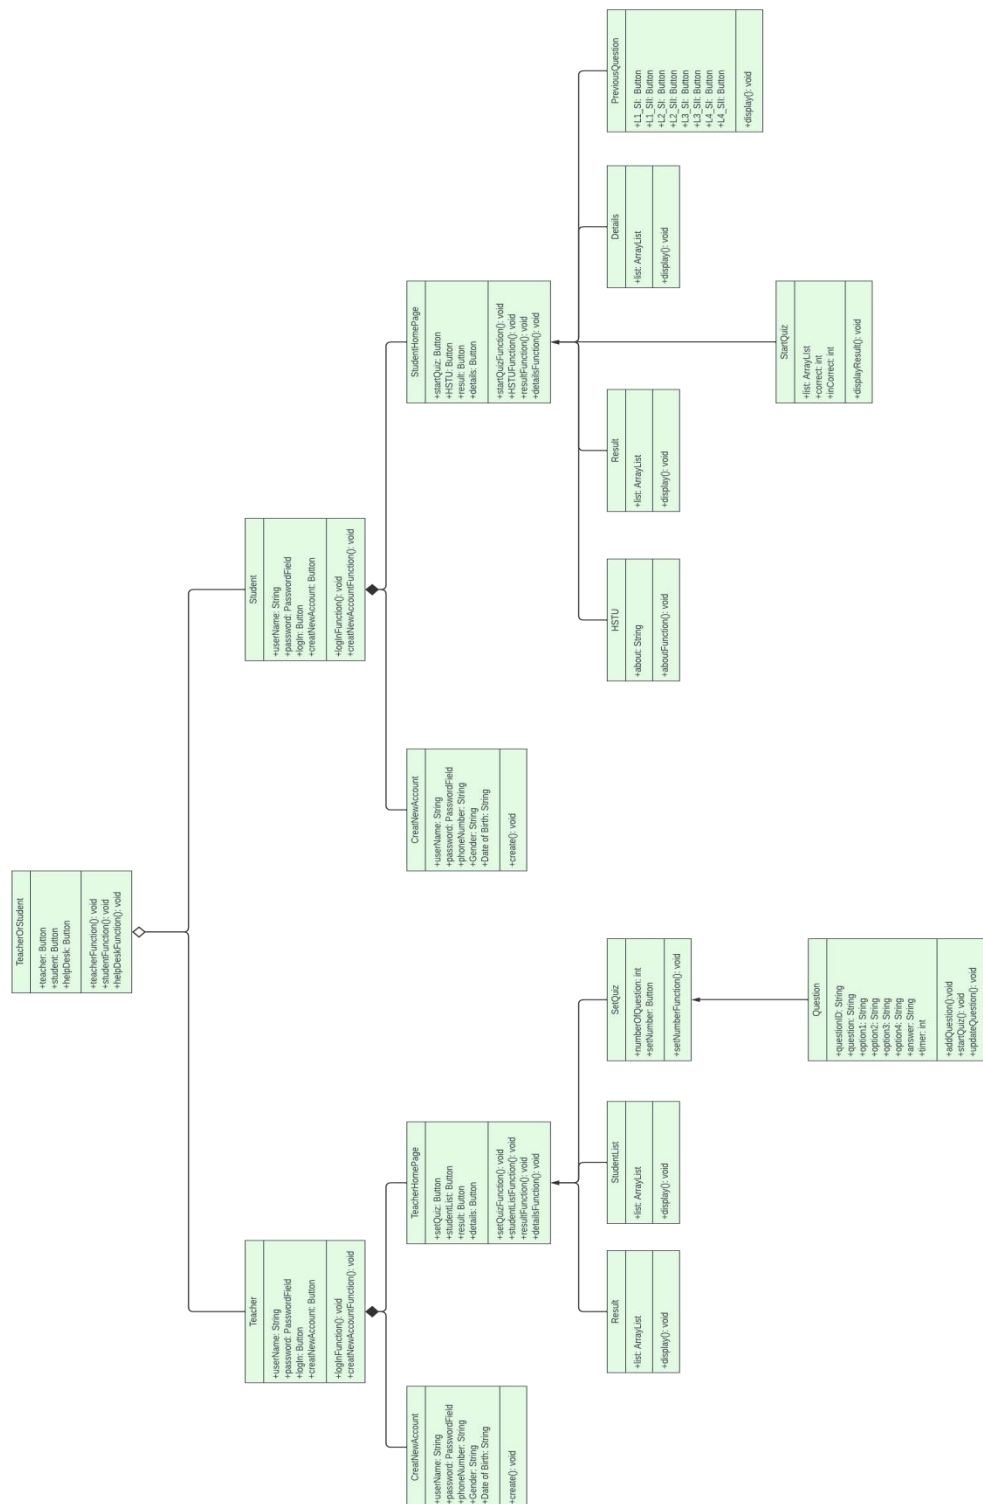 TeacherOrStudent
+teacher: Button
+student: Button
+helpDesk: Button
+teacherFunction(): void
+studentFunction(): void
+helpDeskFunction(): void
Teacher
+userName: String
+password: PasswordField
+logIn: Button
+creatNewAccount: Button
+logInFunction(): void
+creatNewAccountFunction(): void
Student
+userName: String
+password: PasswordField
+logIn: Button
+creatNewAccount: Button
+logInFunction(): void
+creatNewAccountFunction(): void
CreatNewAccount
+userName: String
+password: PasswordField
+phoneNumber: String
+Gender: String
+Date of Birth: String
+create(): void
TeacherHomePage
+setQuiz: Button
+studentList: Button
+result: Button
+details: Button
+setQuizFunction(): void
+studentListFunction(): void
+resultFunction(): void
+detailsFunction(): void
CreatNewAccount
+userName: String
+password: PasswordField
+phoneNumber: String
+Gender: String
+Date of Birth: String
+create(): void
StudentHomePage
+startQuiz: Button
+HSTU: Button
+result: Button
+details: Button
+startQuizFunction(): void
+HSTUFunction(): void
+resultFunction(): void
+detailsFunction(): void
Result
+list: ArrayList
+display(): void
StudentList
+list: ArrayList
+display(): void
SetQuiz
+numberOfQuestion: int
+setNumber: Button
+setNumberFunction(): void
HSTU
+about: String
+aboutFunction(): void
Result
+list: ArrayList
+display(): void
Details
+list: ArrayList
+display(): void
PreviousQuestion
+L1_SI: Button
+L1_SII: Button
+L2_SI: Button
+L2_SII: Button
+L3_SI: Button
+L3_SII: Button
+L4_SI: Button
+L4_SII: Button
+display(): void
StartQuiz
+list: ArrayList
+correct: int
+inCorrect: int
+displayResult(): void
Question
+questionID: String
+question: String
+option1: String
+option2: String
+option3: String
+option4: String
+answer: String
+timer: int
+addQuestion():void
+startQuiz(): void
+updateQuestion(): void